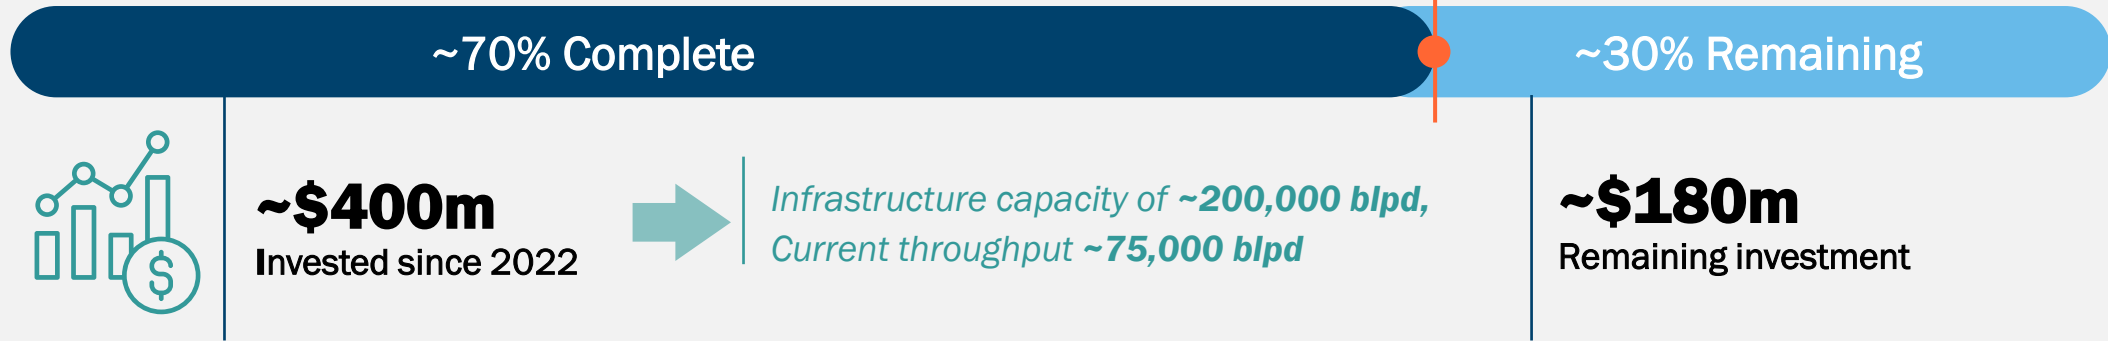 ~70% Complete
~30% Remaining
$
~$400m
Invested since 2022
Infrastructure capacity of ~200,000 blpd,
Current throughput ~75,000 blpd
~$180m
Remaining investment